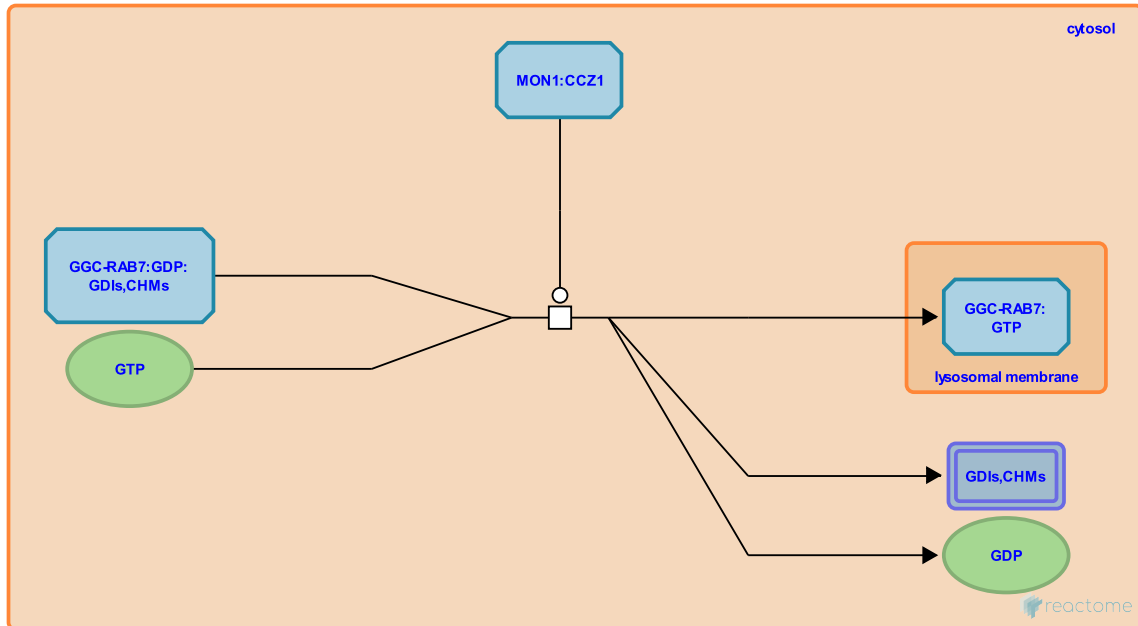 cytosol
MON1:CCZ1
GGC-RAB7:GDP:
GDIs,CHMs
GTP
GGC-RAB7:
GTP
lysosomal membrane
GDIs,CHMs
GDP
reactome